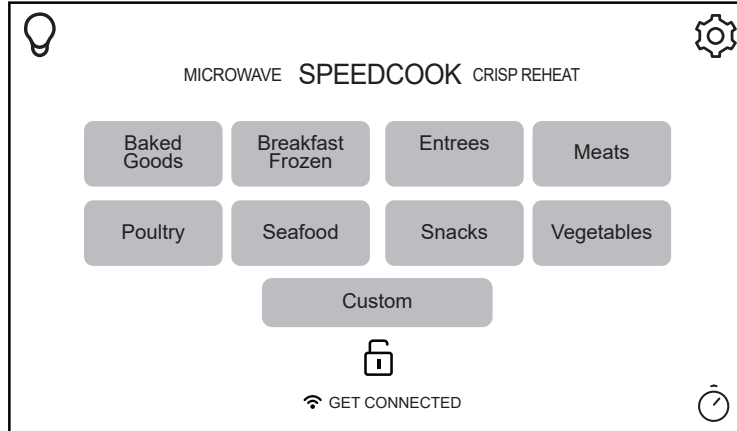 MICROWAVE SPEEDCOOK CRISP REHEAT
Baked
Goods
Breakfast
Frozen
Entrees
Meats
Poultry
Seafood
Snacks
Vegetables
Custom
GET CONNECTED